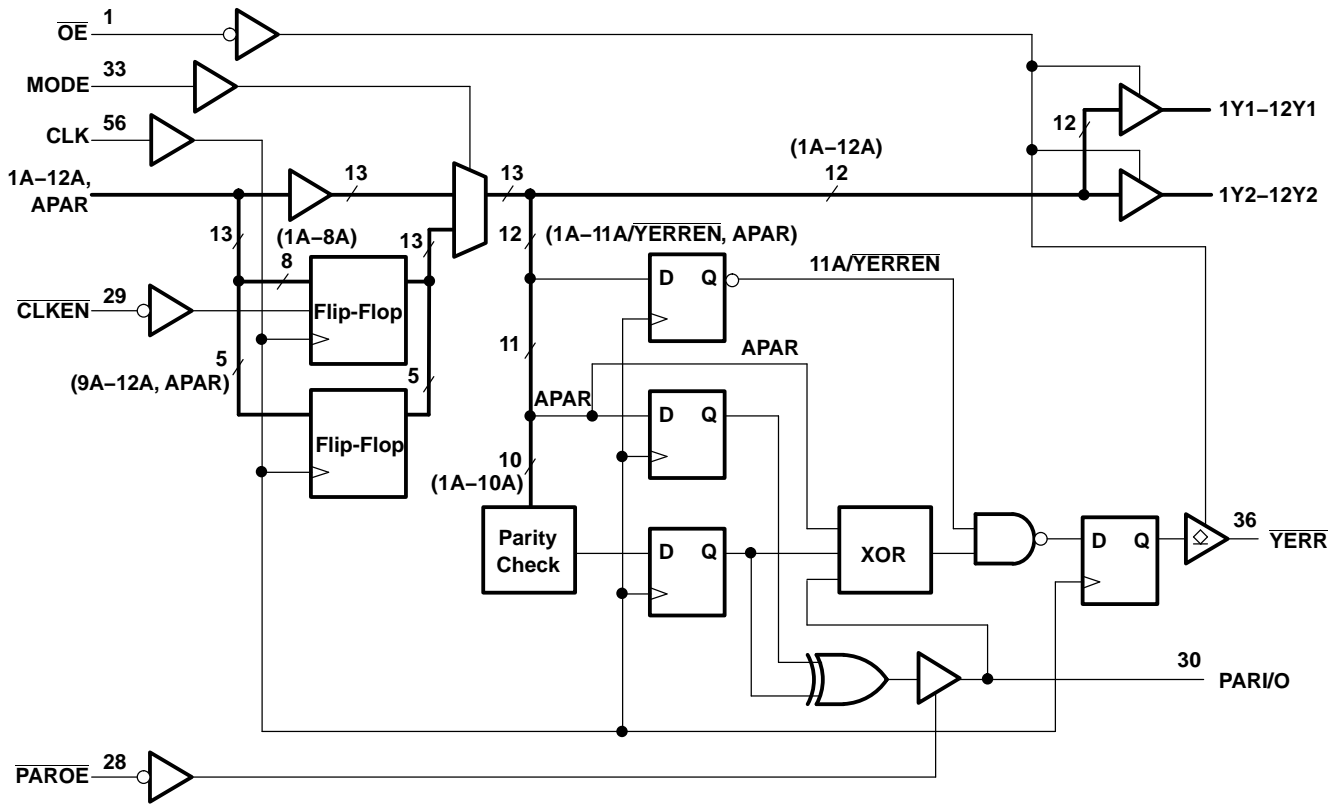 OE
1
MODE
33
CLK
56
1A–12A,
APAR
13
13
13
(1A–12A)
12
12
1Y1–12Y1
1Y2–12Y2
(1A–8A)
8
13
12
(1A–11A/YERREN, APAR)
CLKEN
29
Flip-Flop
D Q
11A/YERREN
5
(9A–12A, APAR)
5
11
APAR
APAR
Flip-Flop
D Q
10
(1A–10A)
Parity
Check
D Q
XOR
D Q
36
YERR
30
PARI/O
PAROE
28